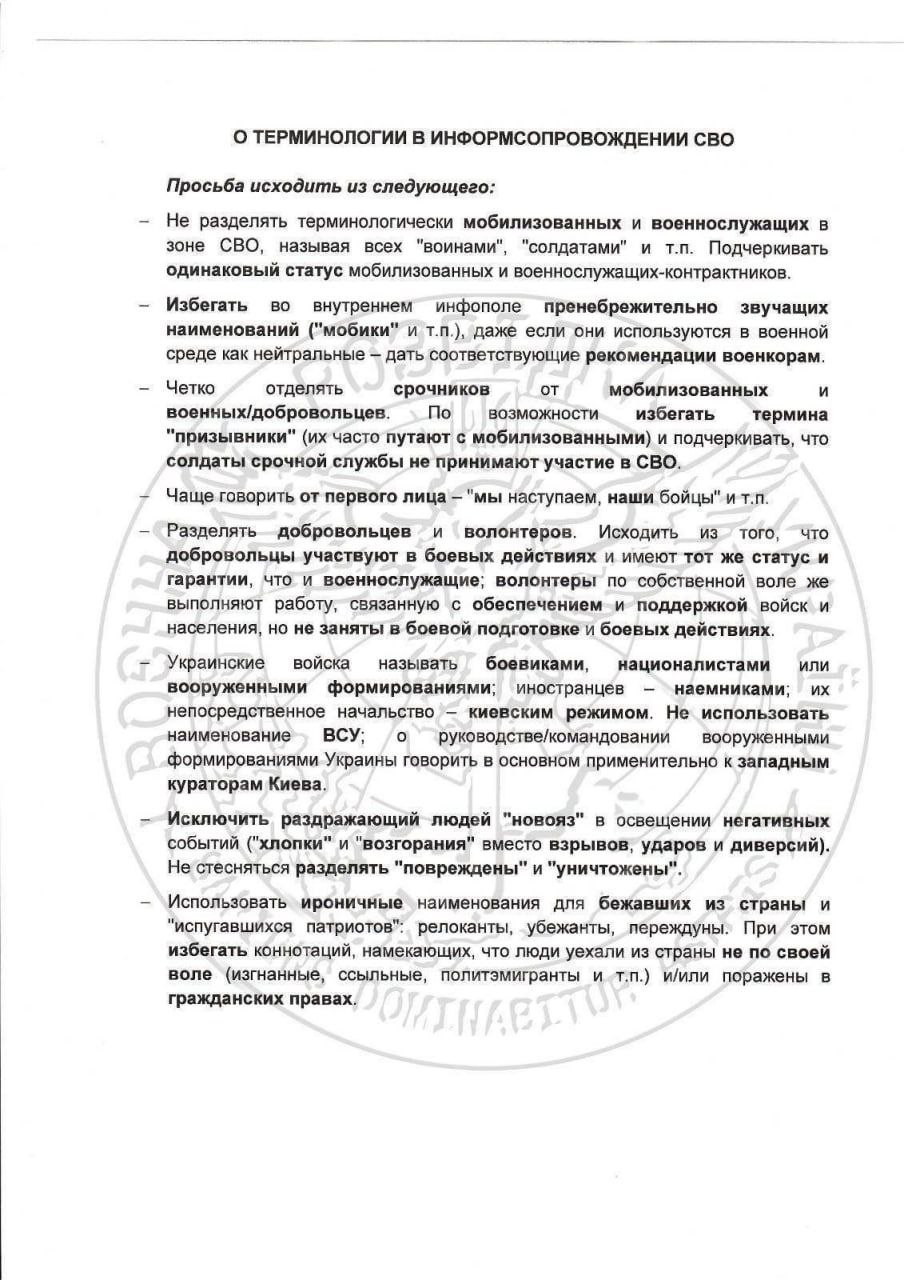 О ТЕРМИНОЛОГИИ В ИНФОРМСОПРОВОЖДЕНИИ СВО
Просьба исходить из следующего:
– Не разделять терминологически мобилизованных и военнослужащих в
зоне СВО, называя всех "воинами", "солдатами" и т.п. Подчеркивать
одинаковый статус мобилизованных и военнослужащих-контрактников.
– Избегать во внутреннем инфополе пренебрежительно звучащих
наименований ("мобики" и т.п.), даже если они используются в военной
среде как нейтральные – дать соответствующие рекомендации военкорам.
– Четко отделять срочников от мобилизованных и
военных/добровольцев. По возможности избегать термина
"призывники" (их часто путают с мобилизованными) и подчеркивать, что
солдаты срочной службы не принимают участие в СВО.
– Чаще говорить от первого лица – "мы наступаем, наши бойцы" и т.п.
– Разделять добровольцев и волонтеров. Исходить из того, что
добровольцы участвуют в боевых действиях и имеют тот же статус и
гарантии, что и военнослужащие; волонтеры по собственной воле же
выполняют работу, связанную с обеспечением и поддержкой войск и
населения, но не заняты в боевой подготовке и боевых действиях.
– Украинские войска называть боевиками, националистами или
вооруженными формированиями; иностранцев – наемниками; их
непосредственное начальство – киевским режимом. Не использовать
наименование ВСУ; о руководстве/командовании вооруженными
формированиями Украины говорить в основном применительно к западным
кураторам Киева.
– Исключить раздражающий людей "новояз" в освещении негативных
событий ("хлопки" и "возгорания" вместо взрывов, ударов и диверсий).
Не стесняться разделять "повреждены" и "уничтожены".
– Использовать ироничные наименования для бежавших из страны и
"испугавшихся патриотов": релоканты, убежанты, переждуны. При этом
избегать коннотаций, намекающих, что люди уехали из страны не по своей
воле (изгнанные, ссыльные, политэмигранты и т.п.) и/или поражены в
гражданских правах.
ВОЄННА РОЗВІДКА УКРАЇНИ
DOMINABITUR